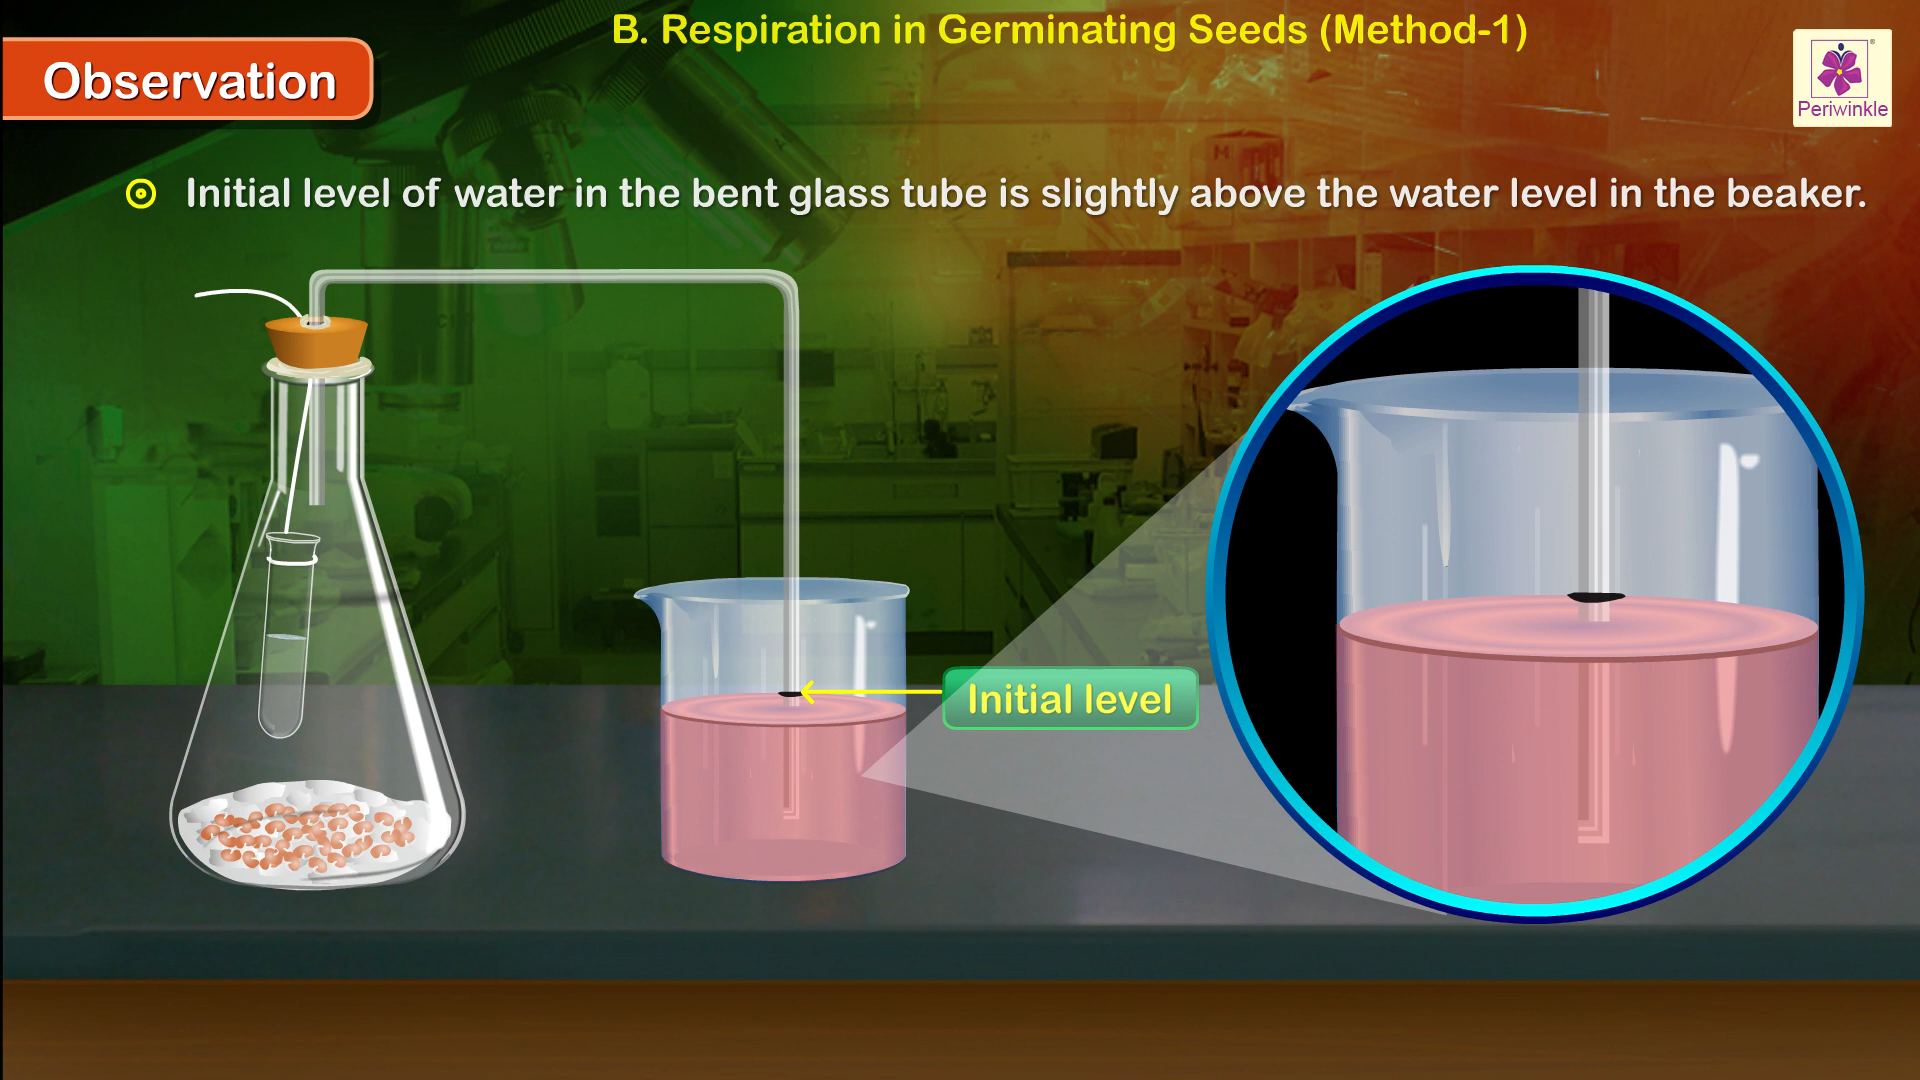 B. Respiration in Germinating Seeds (Method-1)
Observation
Periwinkle
Initial level of water in the bent glass tube is slightly above the water level in the beaker.
Initial level